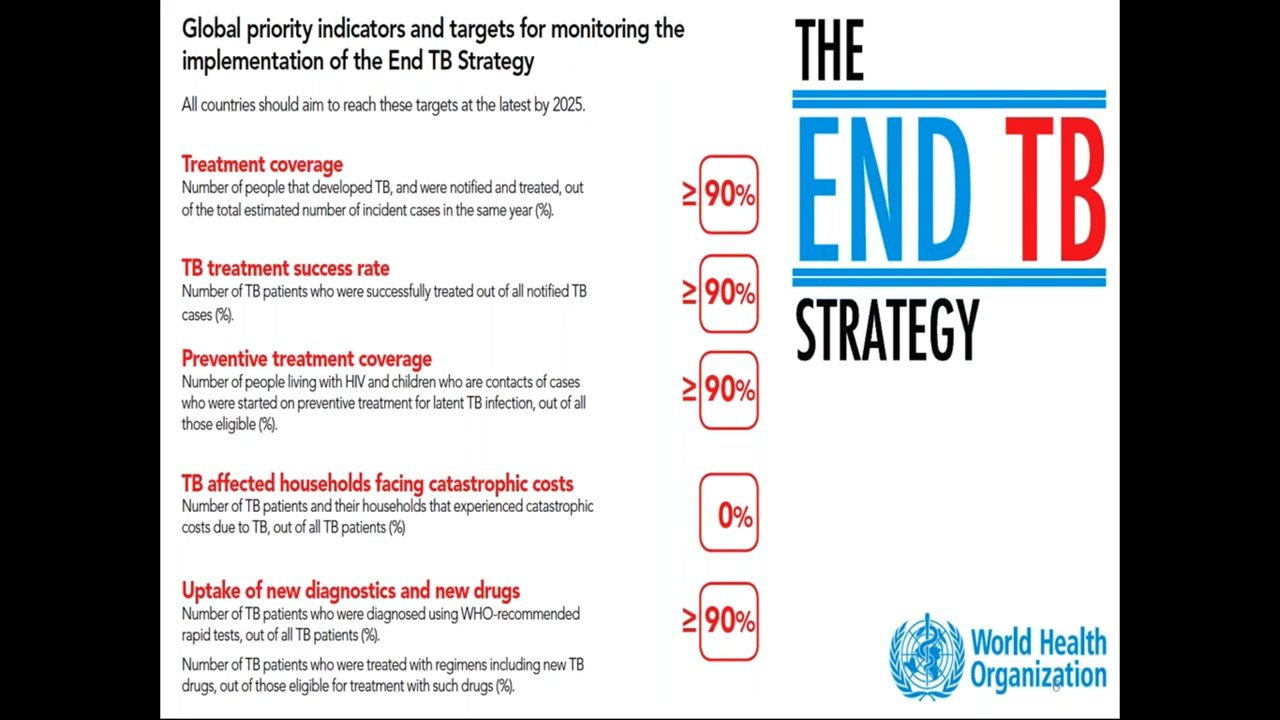 Global priority indicators and targets for monitoring the
implementation of the End TB Strategy
All countries should aim to reach these targets at the latest by 2025.
Treatment coverage
Number of people that developed TB, and were notified and treated, out
of the total estimated number of incident cases in the same year (%).
≥ 90%
TB treatment success rate
Number of TB patients who were successfully treated out of all notified TB
cases (%).
≥ 90%
Preventive treatment coverage
Number of people living with HIV and children who are contacts of cases
who were started on preventive treatment for latent TB infection, out of all
those eligible (%).
≥ 90%
TB affected households facing catastrophic costs
Number of TB patients and their households that experienced catastrophic
costs due to TB, out of all TB patients (%)
0%
Uptake of new diagnostics and new drugs
Number of TB patients who were diagnosed using WHO-recommended
rapid tests, out of all TB patients (%).
Number of TB patients who were treated with regimens including new TB
drugs, out of those eligible for treatment with such drugs (%).
≥ 90%
THE
END TB
STRATEGY
World Health
Organization